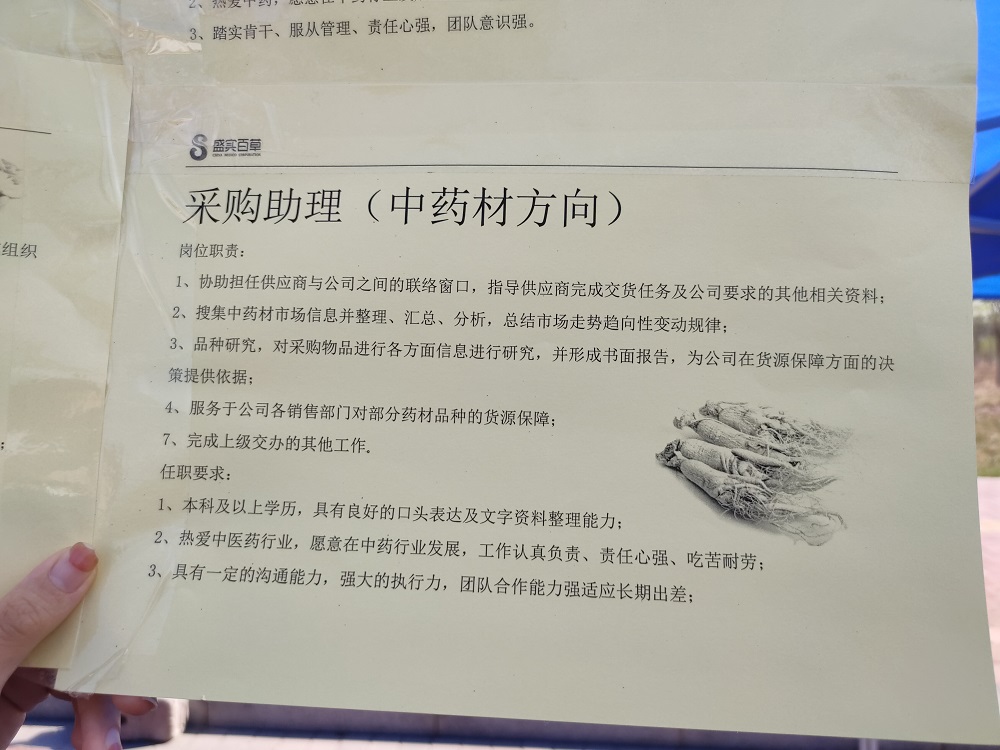 2、热爱中药，愿意在中药行业
3、踏实肯干、服从管理、责任心强，团队意识强。
组织
；
盛实百草
采购助理（中药材方向）
岗位职责：
1、协助担任供应商与公司之间的联络窗口，指导供应商完成交货任务及公司要求的其他相关资料；
2、搜集中药材市场信息并整理、汇总、分析，总结市场走势趋向性变动规律；
3、品种研究，对采购物品进行各方面信息进行研究，并形成书面报告，为公司在货源保障方面的决
策提供依据；
4、服务于公司各销售部门对部分药材品种的货源保障；
7、完成上级交办的其他工作.
任职要求：
1、本科及以上学历，具有良好的口头表达及文字资料整理能力；
2、热爱中医药行业，愿意在中药行业发展，工作认真负责、责任心强、吃苦耐劳；
3、具有一定的沟通能力，强大的执行力，团队合作能力强适应长期出差；